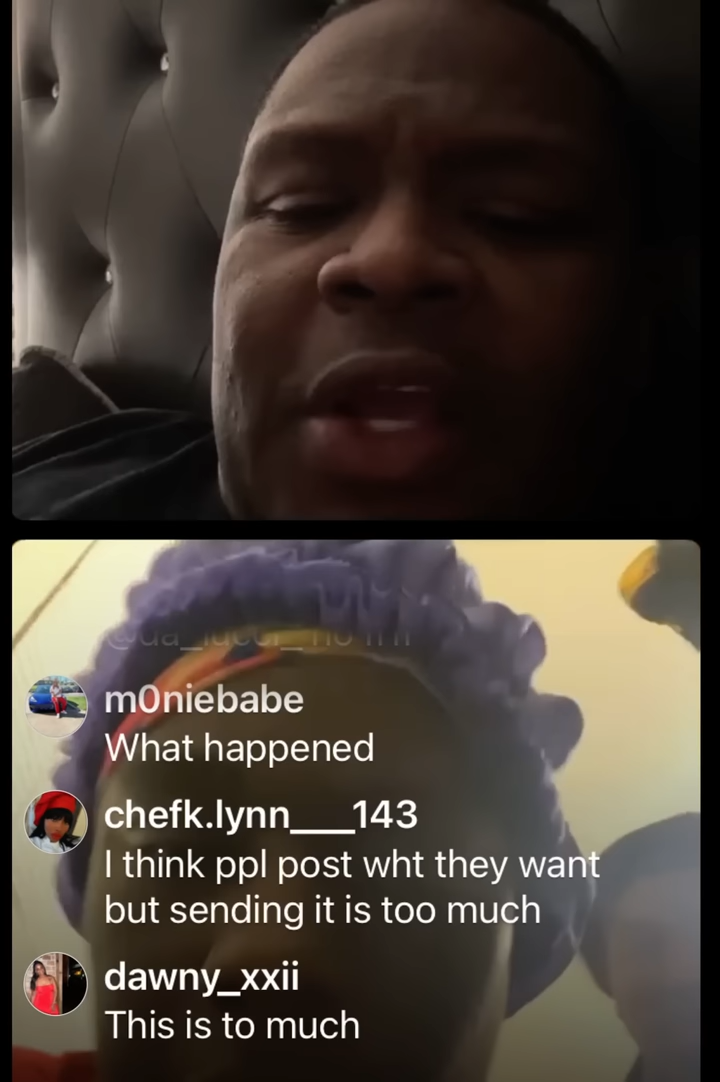 m0niebabe
What happened
chefk.lynn___143
I think ppl post wht they want
but sending it is too much
dawny_xxii
This is to much